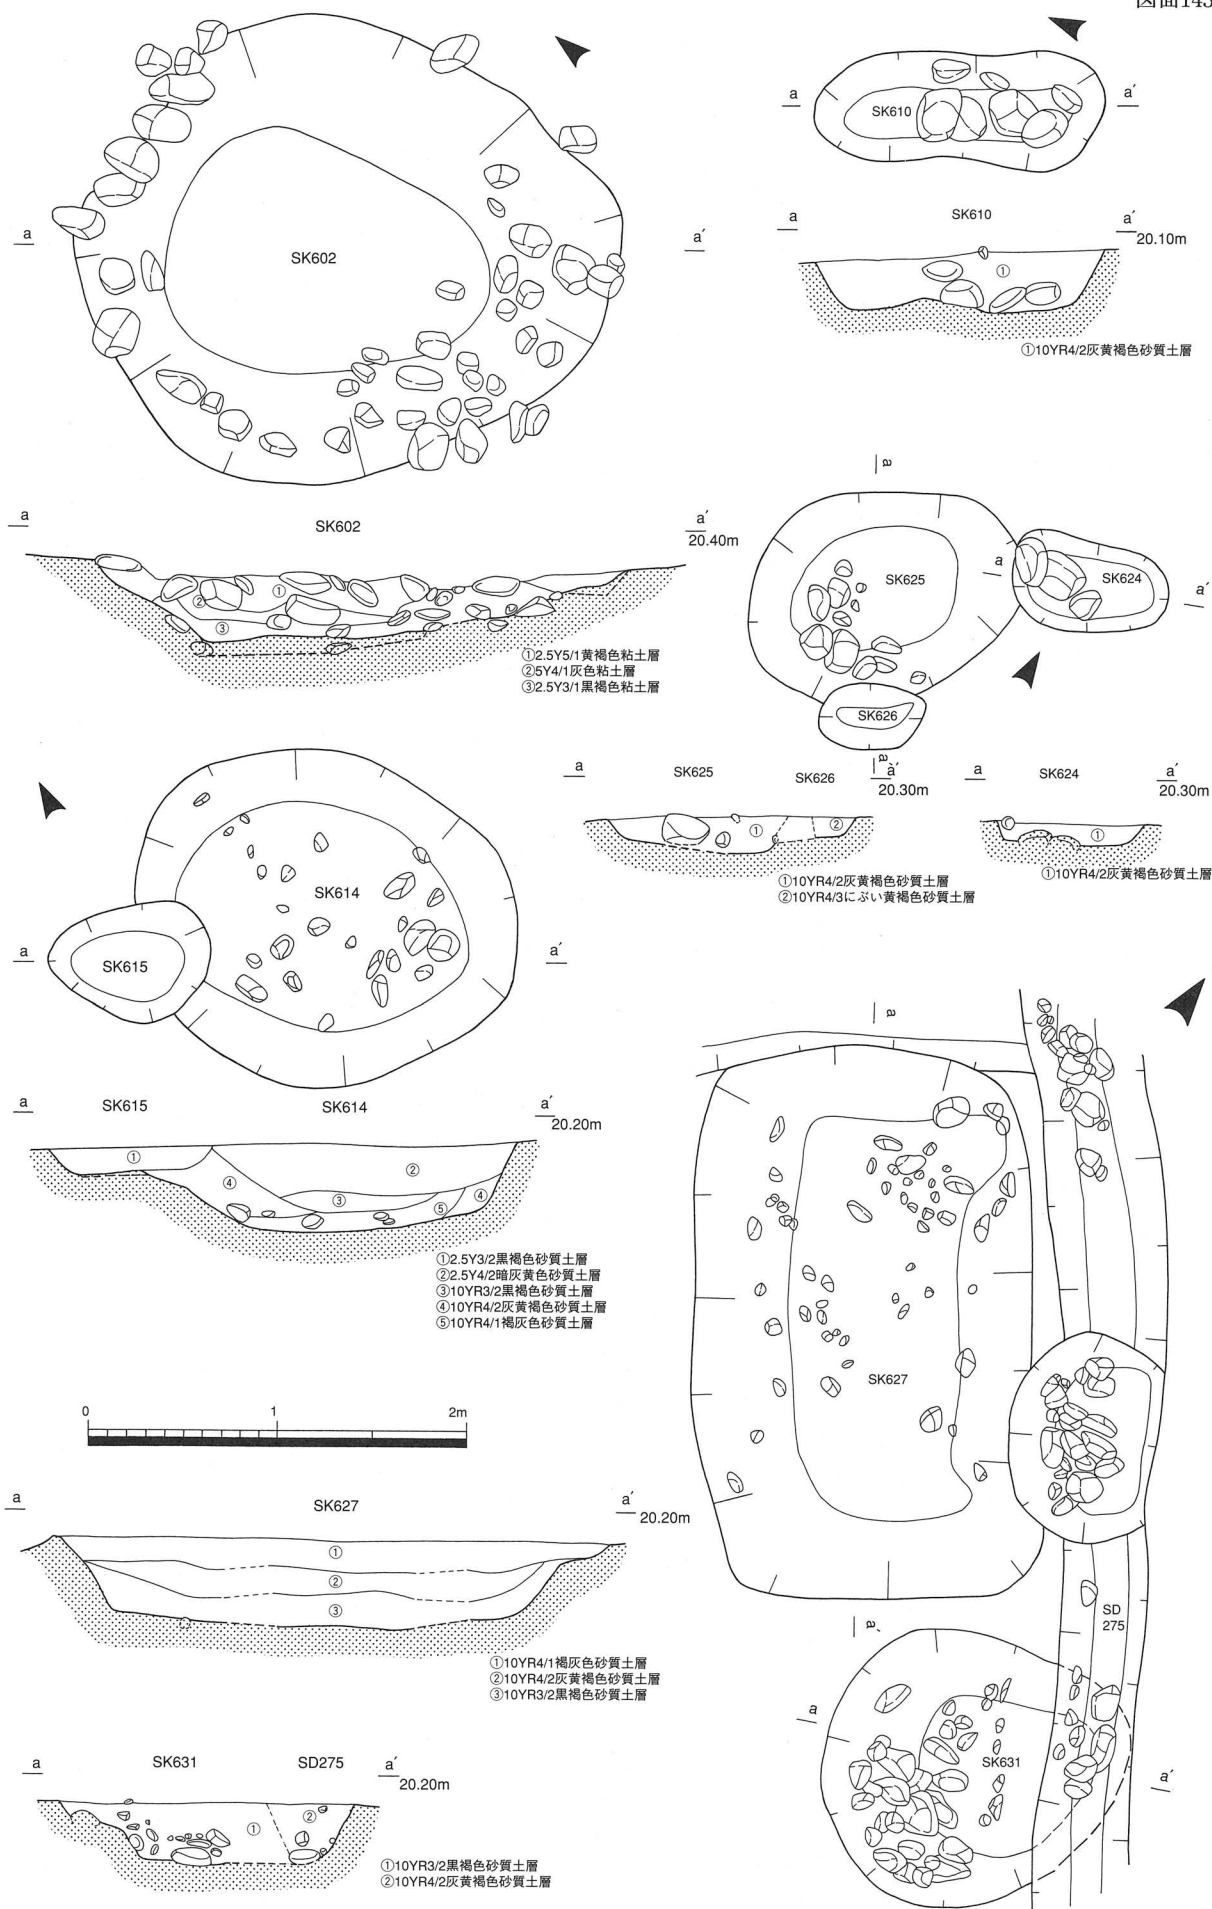 図面143
a
SK602
a′
a
SK610
a′
a
SK610
a′
20.10m
①
①10YR4/2灰黄褐色砂質土層
a
SK602
a′
20.40m
①
②
③
①2.5Y5/1黄褐色粘土層
②5Y4/1灰色粘土層
③2.5Y3/1黒褐色粘土層
a
SK625
a
SK624
a′
SK626
a′
a
SK625
SK626
a′
20.30m
①
②
①10YR4/2灰黄褐色砂質土層
②10YR4/3にぶい黄褐色砂質土層
a
SK624
a′
20.30m
①
①10YR4/2灰黄褐色砂質土層
SK614
a
SK615
a′
a
SK615
SK614
a′
20.20m
①
②
③
④
⑤
④
①2.5Y3/2黒褐色砂質土層
②2.5Y4/2暗灰黄色砂質土層
③10YR3/2黒褐色砂質土層
④10YR4/2灰黄褐色砂質土層
⑤10YR4/1褐灰色砂質土層
0
1
2m
a
SK627
a′
SD
275
a
SK631
a′
a
SK627
a′
20.20m
①
②
③
①10YR4/1褐灰色砂質土層
②10YR4/2灰黄褐色砂質土層
③10YR3/2黒褐色砂質土層
a
SK631
SD275
a′
20.20m
①
②
①10YR3/2黒褐色砂質土層
②10YR4/2灰黄褐色砂質土層